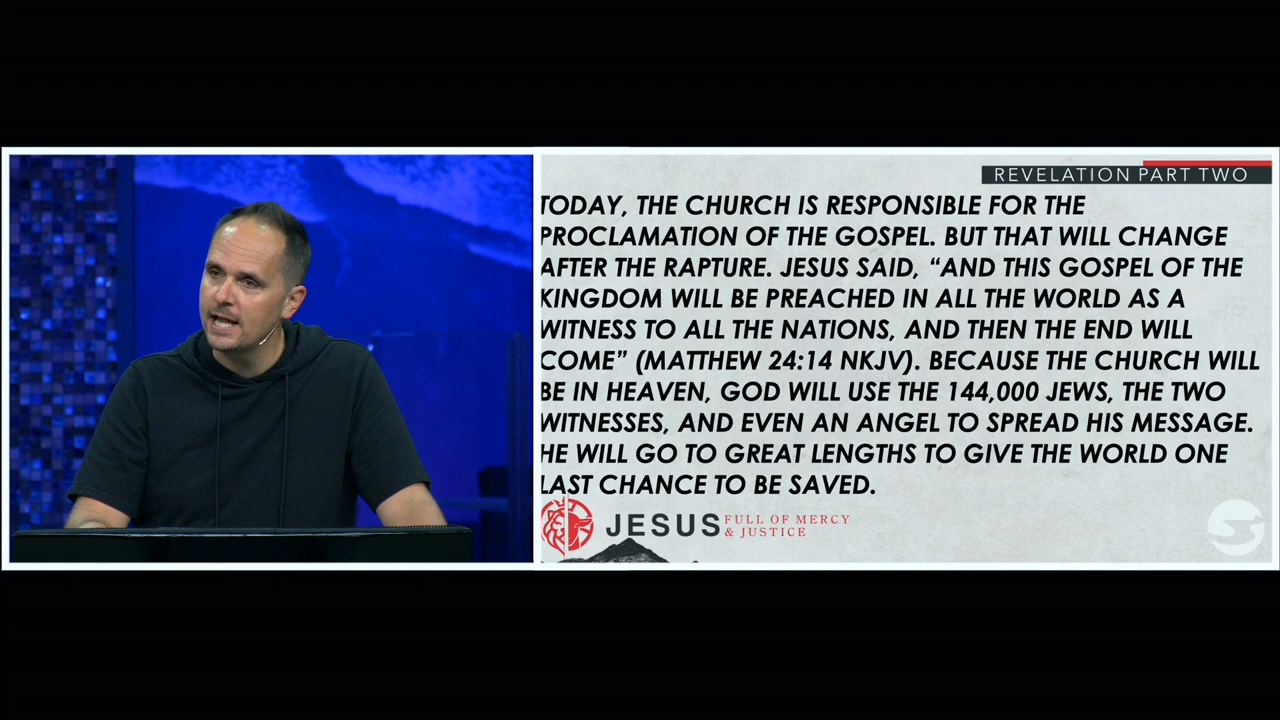 REVELATION PART TWO
TODAY, THE CHURCH IS RESPONSIBLE FOR THE
PROCLAMATION OF THE GOSPEL. BUT THAT WILL CHANGE
AFTER THE RAPTURE. JESUS SAID, “AND THIS GOSPEL OF THE
KINGDOM WILL BE PREACHED IN ALL THE WORLD AS A
WITNESS TO ALL THE NATIONS, AND THEN THE END WILL
COME” (MATTHEW 24:14 NKJV). BECAUSE THE CHURCH WILL
BE IN HEAVEN, GOD WILL USE THE 144,000 JEWS, THE TWO
WITNESSES, AND EVEN AN ANGEL TO SPREAD HIS MESSAGE.
HE WILL GO TO GREAT LENGTHS TO GIVE THE WORLD ONE
LAST CHANCE TO BE SAVED.
JESUS FULL OF MERCY
& JUSTICE